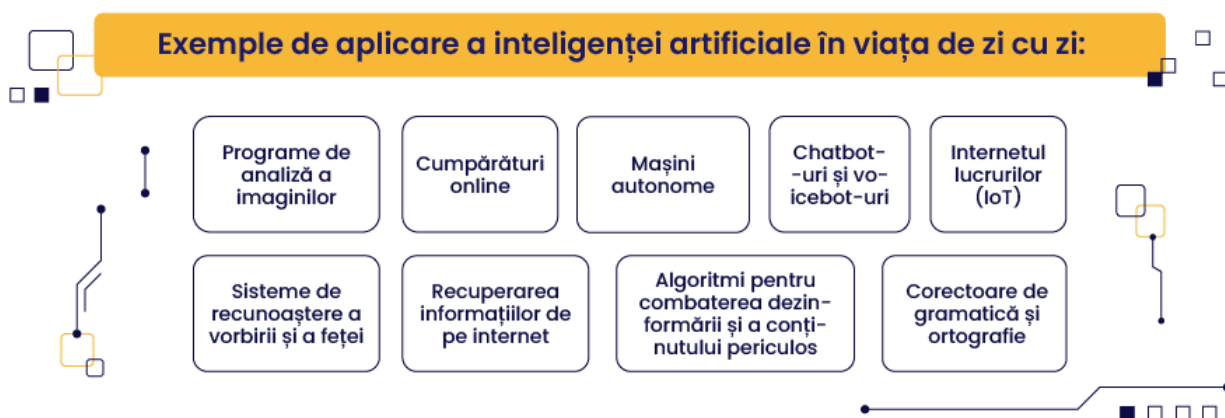 Exemple de aplicare a inteligenței artificiale în viața de zi cu zi:
Programe de
analiză a
imaginilor
Cumpărături
online
Mașini
autonome
Chatbot-
-uri și vo-
icebot-uri
Internetul
lucrurilor
(IoT)
Sisteme de
recunoaștere a
vorbirii și a feței
Recuperarea
informațiilor de
pe internet
Algoritmi pentru
combaterea dezin-
formării și a conți-
nutului periculos
Corectoare de
gramatică și
ortografie